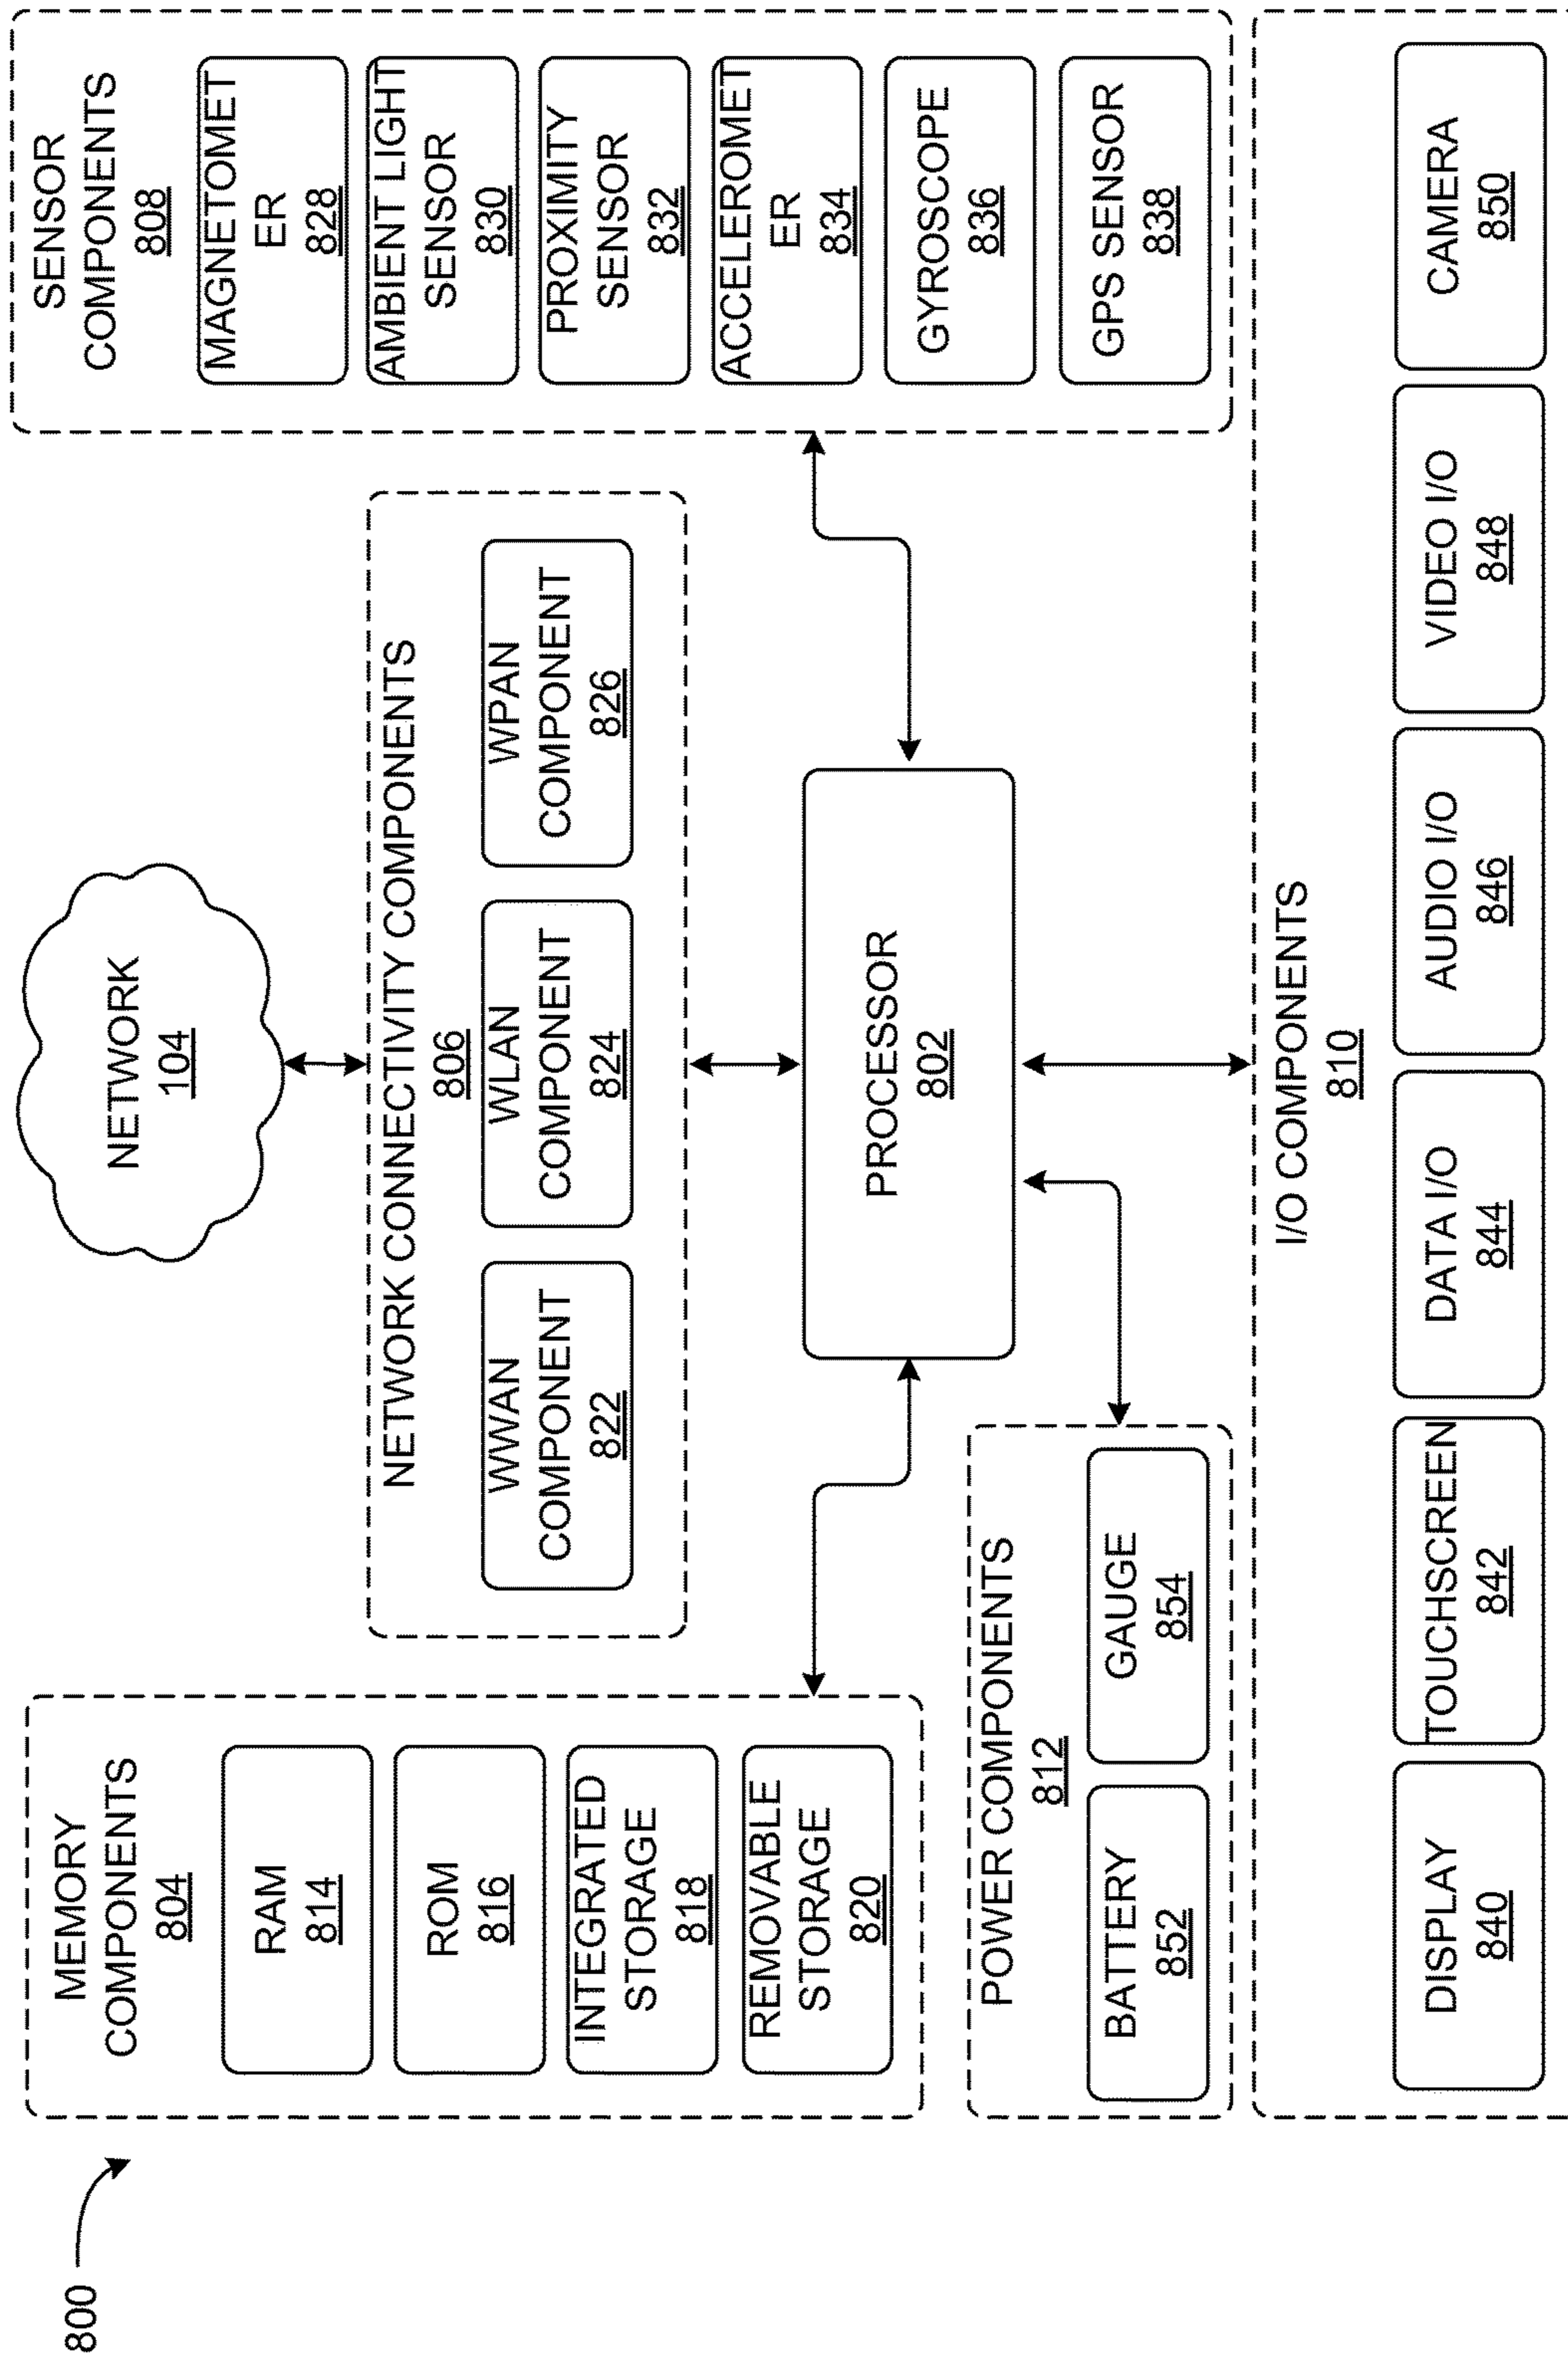 800
MEMORY
COMPONENTS
804
RAM
814
ROM
816
INTEGRATED
STORAGE
818
REMOVABLE
STORAGE
820
NETWORK
104
NETWORK CONNECTIVITY COMPONENTS
806
WWAN
COMPONENT
822
WLAN
COMPONENT
824
WPAN
COMPONENT
826
SENSOR
COMPONENTS
808
MAGNETOMET
ER
828
AMBIENT LIGHT
SENSOR
830
PROXIMITY
SENSOR
832
ACCELEROMET
ER
834
GYROSCOPE
836
GPS SENSOR
838
PROCESSOR
802
POWER COMPONENTS
812
BATTERY
852
GAUGE
854
I/O COMPONENTS
810
DISPLAY
840
TOUCHSCREEN
842
DATA I/O
844
AUDIO I/O
846
VIDEO I/O
848
CAMERA
850